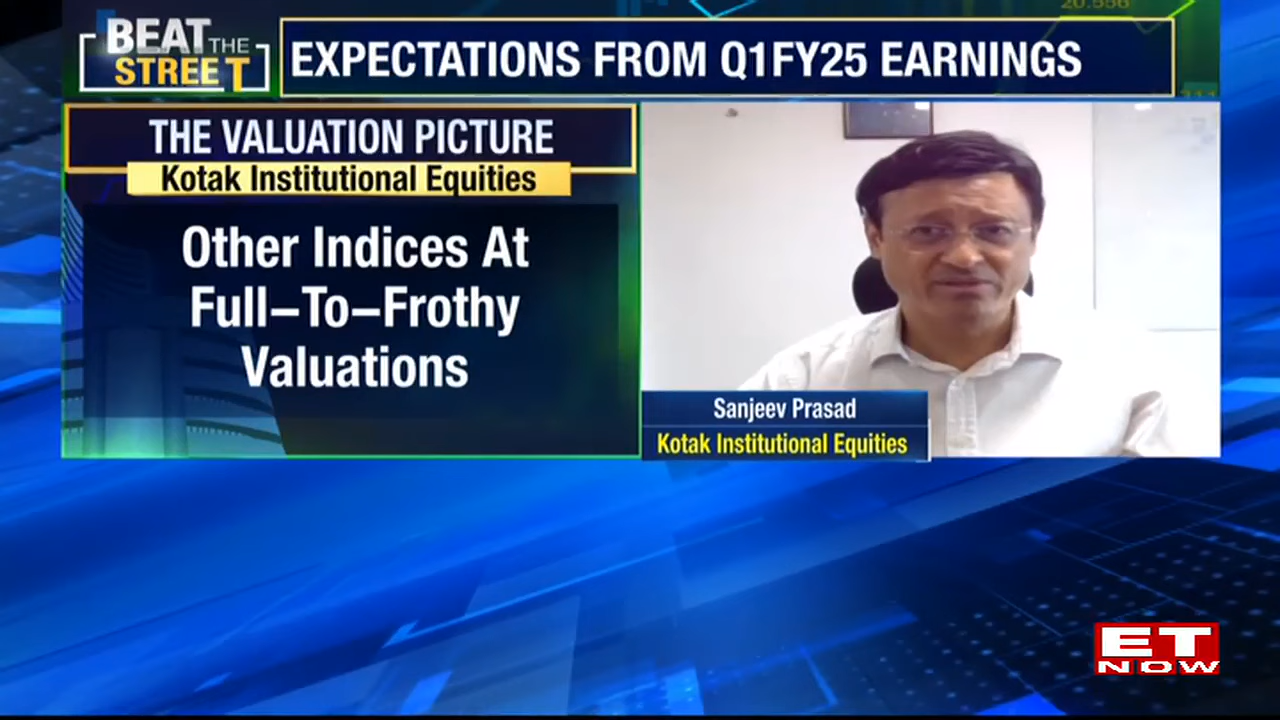 BEAT THE
STREET
EXPECTATIONS FROM Q1FY25 EARNINGS
THE VALUATION PICTURE
Kotak Institutional Equities
Other Indices At
Full–To–Frothy
Valuations
Sanjeev Prasad
Kotak Institutional Equities
ET
NOW